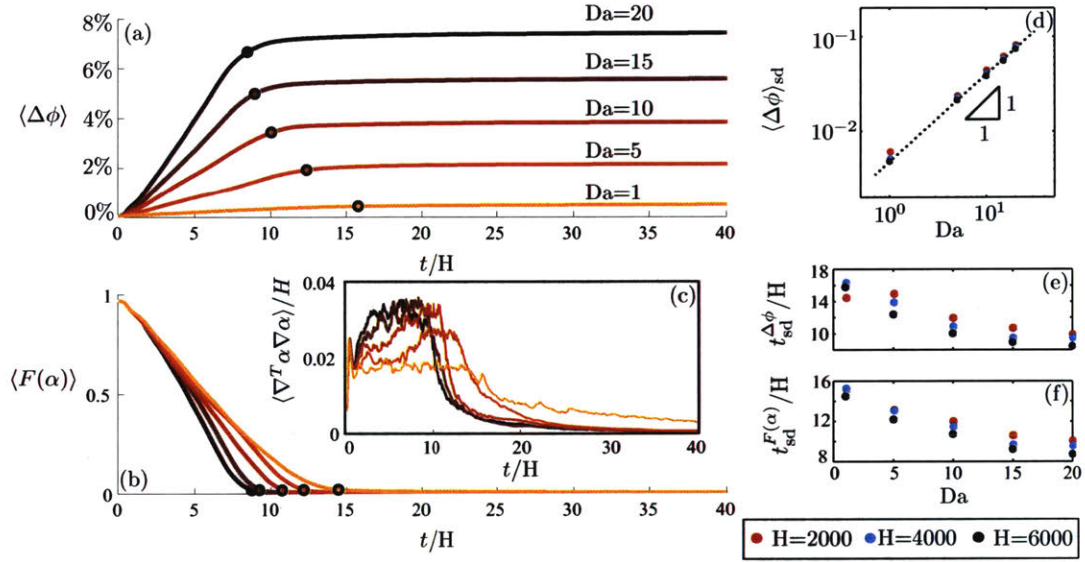 8%
6%
4%
2%
0%
⟨Δϕ⟩
(a)
Da=20
Da=15
Da=10
Da=5
Da=1
0 5 10 15 20 25 30 35 40
t/H
1
0.5
0
⟨F(α)⟩
(b)
0 5 10 15 20 25 30 35 40
t/H
0.04
0.02
0
⟨∇ᵀα∇α⟩/H
(c)
0 10 20 30 40
t/H
(d)
10⁻¹
10⁻²
⟨Δϕ⟩sd
1
1
10⁰ 10¹
Da
18
16
14
12
10
t_sd^Δϕ/H
(e)
16
12
8
t_sd^F(α)/H
(f)
0 5 10 15 20
Da
H=2000 H=4000 H=6000